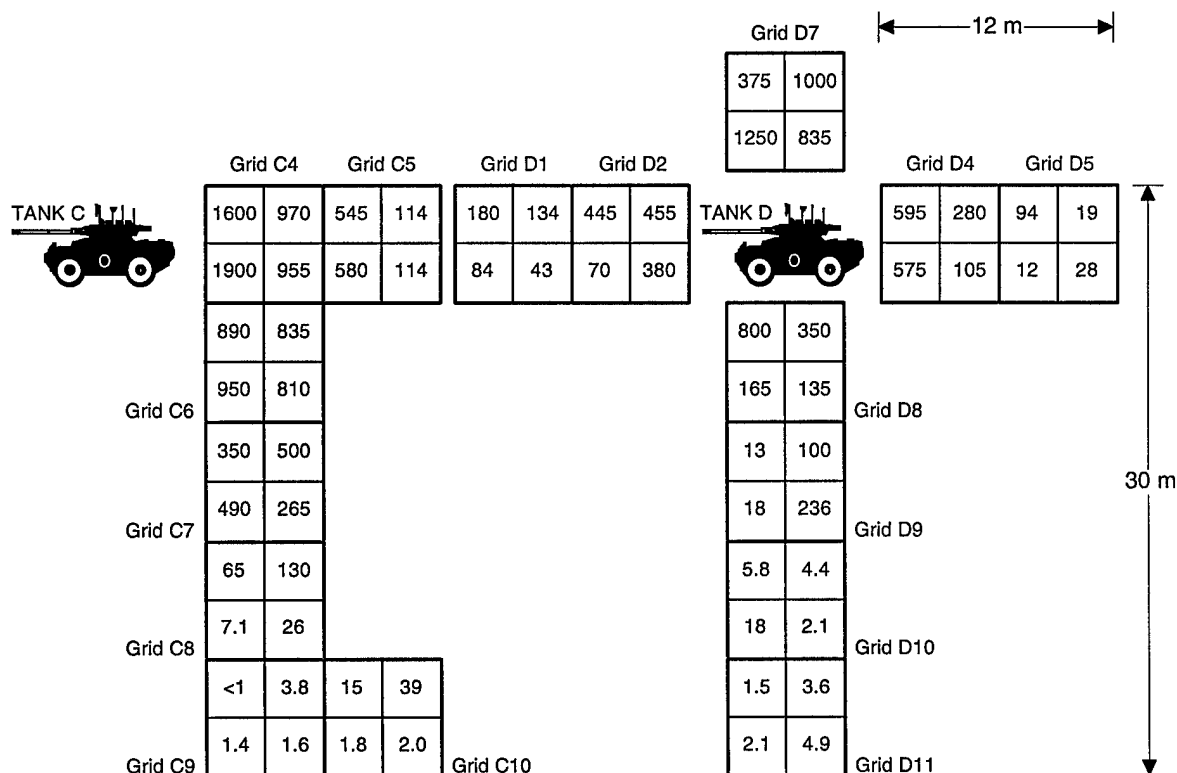 Grid D7
12 m
375 1000
1250 835
Grid C4 Grid C5 Grid D1 Grid D2 Grid D4 Grid D5
TANK C 1600 970 545 114 180 134 445 455 TANK D 595 280 94 19
1900 955 580 114 84 43 70 380 575 105 12 28
890 835 800 350
950 810 165 135
Grid C6 Grid D8
350 500 13 100
30 m
490 265 18 236
Grid C7 Grid D9
65 130 5.8 4.4
7.1 26 18 2.1
Grid C8 Grid D10
<1 3.8 15 39 1.5 3.6
1.4 1.6 1.8 2.0 2.1 4.9
Grid C9 Grid C10 Grid D11